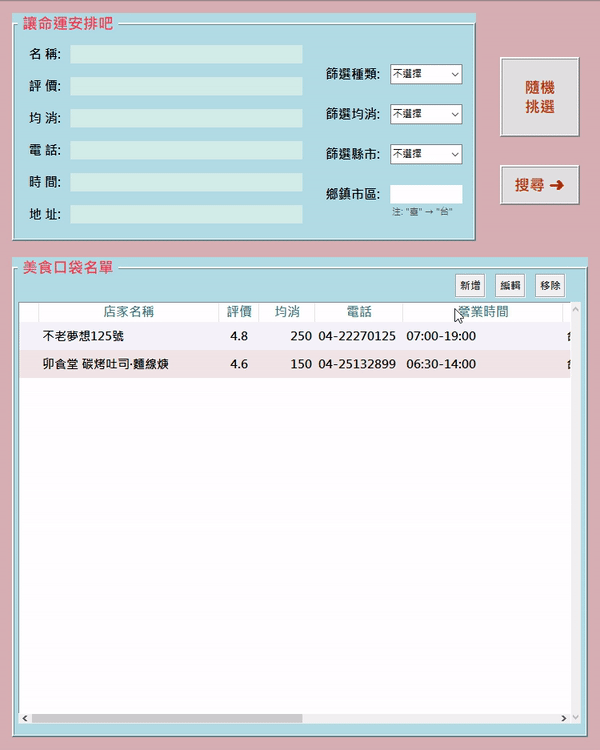 讓命運安排吧
名 稱:
評 價:
均 消:
電 話:
時 間:
地 址:
篩選種類: 不選擇
篩選均消: 不選擇
篩選縣市: 不選擇
鄉鎮市區:
注: "臺" → "台"
隨機
挑選
搜尋 ➜
美食口袋名單
新增 編輯 移除
店家名稱 評價 均消 電話 營業時間
不老夢想125號 4.8 250 04-22270125 07:00-19:00
卯食堂 碳烤吐司·麵線焿 4.6 150 04-25132899 06:30-14:00